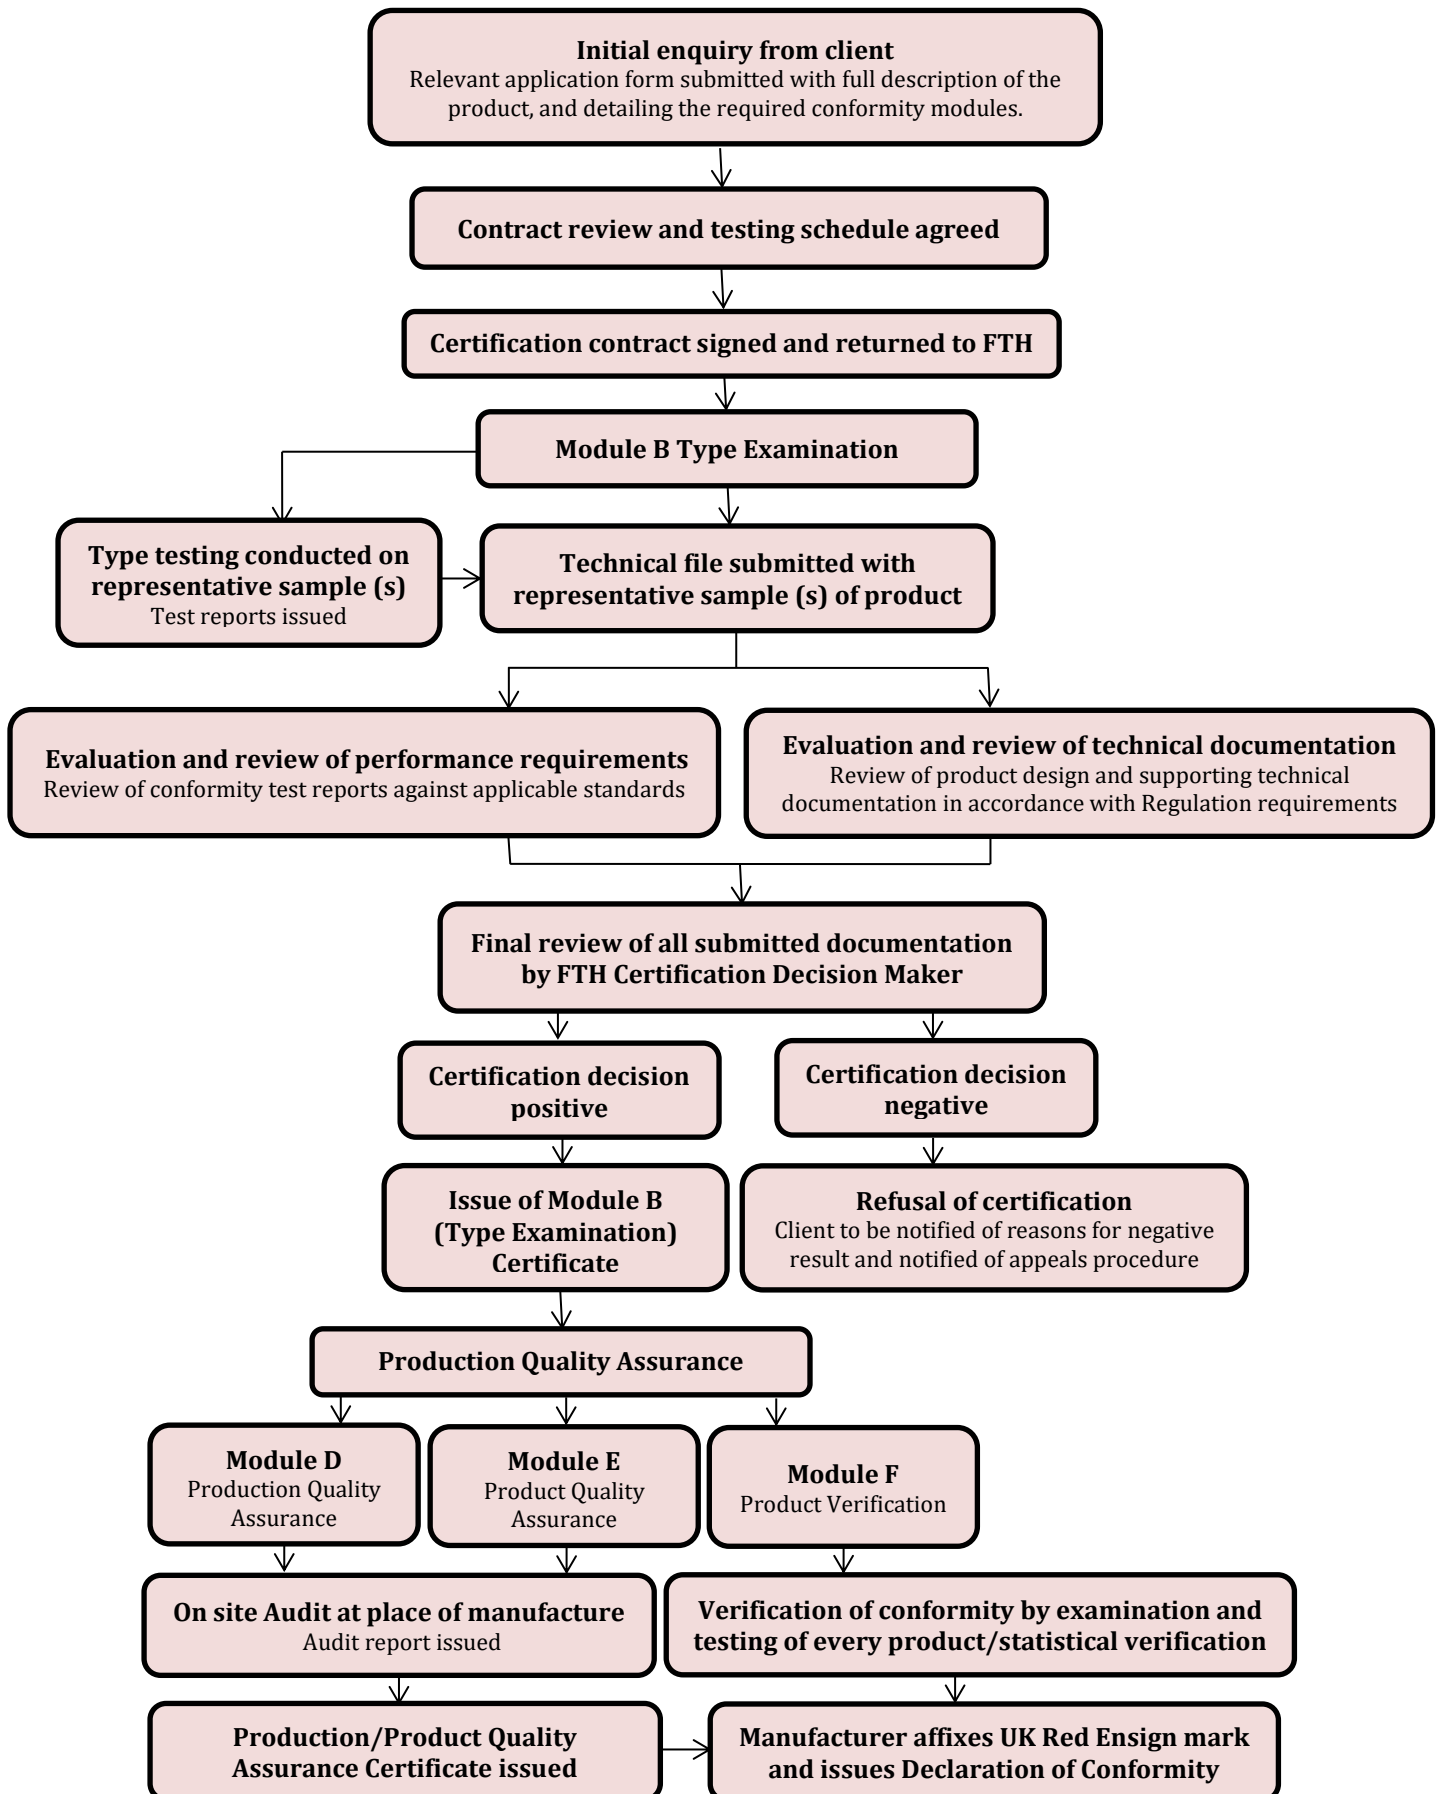 Initial enquiry from client
Relevant application form submitted with full description of the
product, and detailing the required conformity modules.
Contract review and testing schedule agreed
Certification contract signed and returned to FTH
Module B Type Examination
Type testing conducted on
representative sample (s)
Test reports issued
Technical file submitted with
representative sample (s) of product
Evaluation and review of performance requirements
Review of conformity test reports against applicable standards
Evaluation and review of technical documentation
Review of product design and supporting technical
documentation in accordance with Regulation requirements
Final review of all submitted documentation
by FTH Certification Decision Maker
Certification decision
positive
Certification decision
negative
Issue of Module B
(Type Examination)
Certificate
Refusal of certification
Client to be notified of reasons for negative
result and notified of appeals procedure
Production Quality Assurance
Module D
Production Quality
Assurance
Module E
Product Quality
Assurance
Module F
Product Verification
On site Audit at place of manufacture
Audit report issued
Verification of conformity by examination and
testing of every product/statistical verification
Production/Product Quality
Assurance Certificate issued
Manufacturer affixes UK Red Ensign mark
and issues Declaration of Conformity